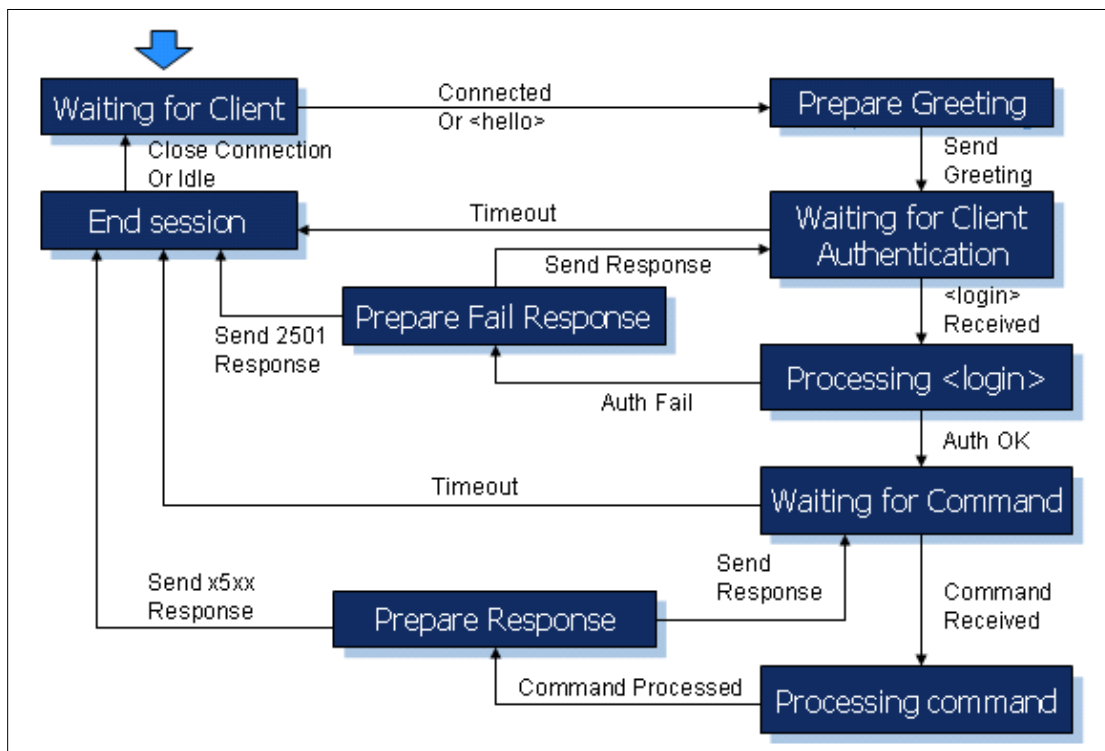 Waiting for Client
Connected
Or <hello>
Prepare Greeting
Close Connection
Or Idle
Send
Greeting
End session
Timeout
Waiting for Client
Authentication
Send Response
<login>
Received
Prepare Fail Response
Send 2501
Response
Processing <login>
Auth Fail
Auth OK
Timeout
Waiting for Command
Send x5xx
Response
Send
Response
Command
Received
Prepare Response
Command Processed
Processing command